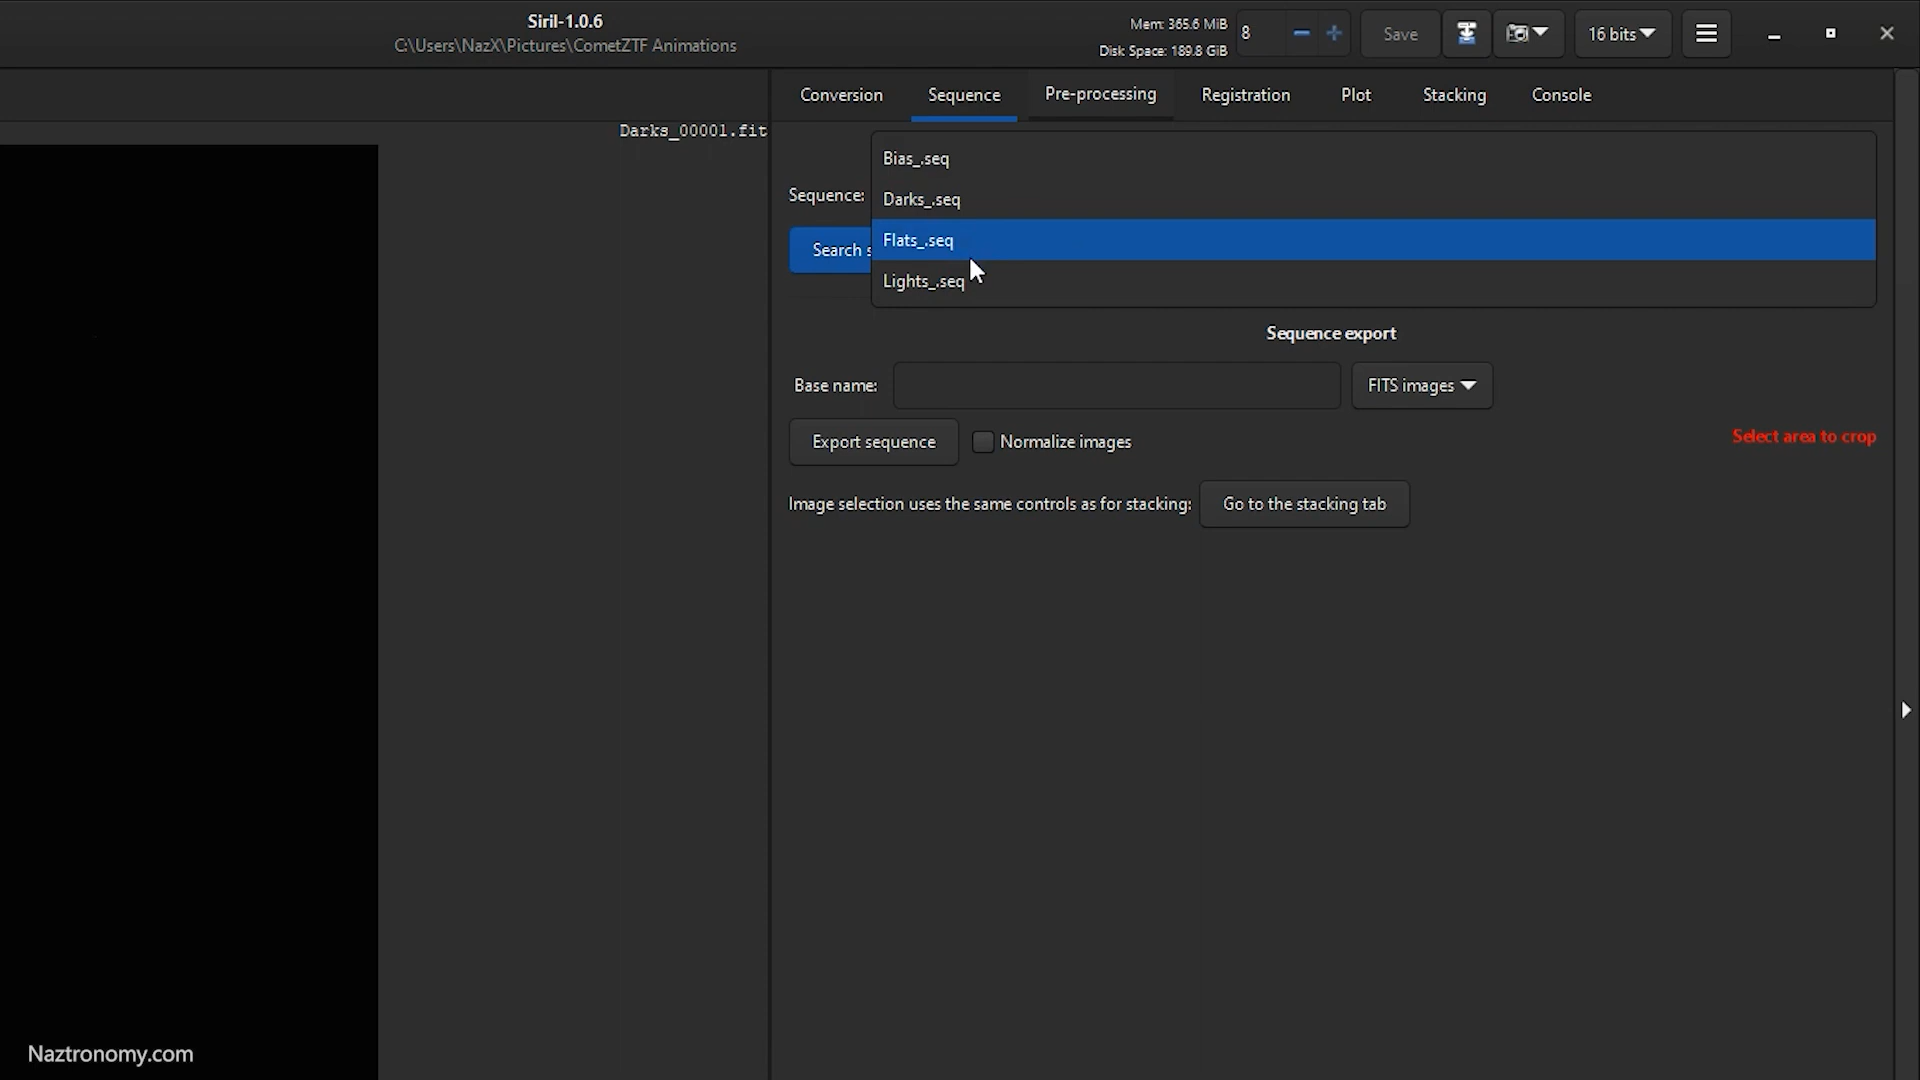 Siril-1.0.6
C:\Users\NazX\Pictures\CometZTF Animations
Mem: 365.6 MiB
Disk Space: 189.8 GiB
8
Save
16 bits
Conversion
Sequence
Pre-processing
Registration
Plot
Stacking
Console
Darks_00001.fit
Bias_.seq
Sequence:
Darks_.seq
Flats_.seq
Search s
Lights_.seq
Sequence export
Base name:
FITS images
Export sequence
Normalize images
Select area to crop
Image selection uses the same controls as for stacking:
Go to the stacking tab
Naztronomy.com